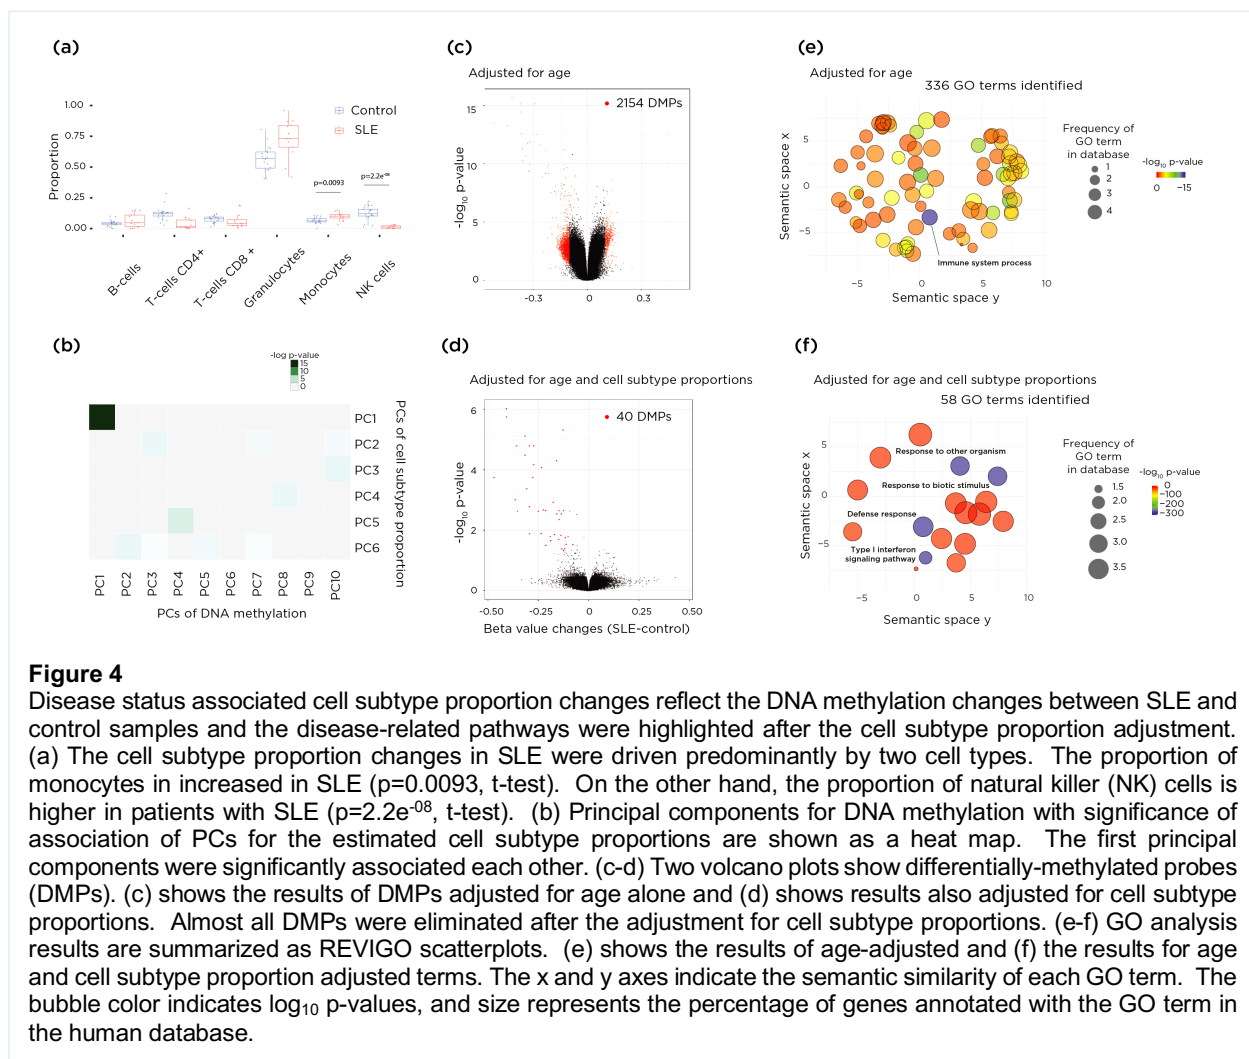 (a)
Proportion
1.00
0.75
0.50
0.25
0.00
Control
SLE
p=0.0093
p=2.2e-08
B-cells
T-cells CD4+
T-cells CD8 +
Granulocytes
Monocytes
NK cells
(c)
Adjusted for age
-log10 p-value
15
10
5
0
2154 DMPs
-0.3
0
0.3
(e)
Adjusted for age
336 GO terms identified
Semantic space x
5
0
−5
−5
0
5
10
Semantic space y
Immune system process
Frequency of
GO term
in database
1
2
3
4
-log10 p-value
0
−15
(b)
-log p-value
15
10
5
0
PC1
PC2
PC3
PC4
PC5
PC6
PCs of cell subtype proportion
PC1
PC2
PC3
PC4
PC5
PC6
PC7
PC8
PC9
PC10
PCs of DNA methylation
(d)
Adjusted for age and cell subtype proportions
-log10 p-value
6
4
2
0
40 DMPs
-0.50
-0.25
0
0.25
0.50
Beta value changes (SLE-control)
(f)
Adjusted for age and cell subtype proportions
58 GO terms identified
Semantic space x
5
0
−5
Response to other organism
Response to biotic stimulus
Defense response
Type I interferon
signaling pathway
−5
0
5
10
Semantic space y
Frequency of
GO term
in database
1.5
2.0
2.5
3.0
3.5
-log10 p-value
0
−100
−200
−300
Figure 4
Disease status associated cell subtype proportion changes reflect the DNA methylation changes between SLE and
control samples and the disease-related pathways were highlighted after the cell subtype proportion adjustment.
(a) The cell subtype proportion changes in SLE were driven predominantly by two cell types. The proportion of
monocytes in increased in SLE (p=0.0093, t-test). On the other hand, the proportion of natural killer (NK) cells is
higher in patients with SLE (p=2.2e-08, t-test). (b) Principal components for DNA methylation with significance of
association of PCs for the estimated cell subtype proportions are shown as a heat map. The first principal
components were significantly associated each other. (c-d) Two volcano plots show differentially-methylated probes
(DMPs). (c) shows the results of DMPs adjusted for age alone and (d) shows results also adjusted for cell subtype
proportions. Almost all DMPs were eliminated after the adjustment for cell subtype proportions. (e-f) GO analysis
results are summarized as REVIGO scatterplots. (e) shows the results of age-adjusted and (f) the results for age
and cell subtype proportion adjusted terms. The x and y axes indicate the semantic similarity of each GO term. The
bubble color indicates log10 p-values, and size represents the percentage of genes annotated with the GO term in
the human database.